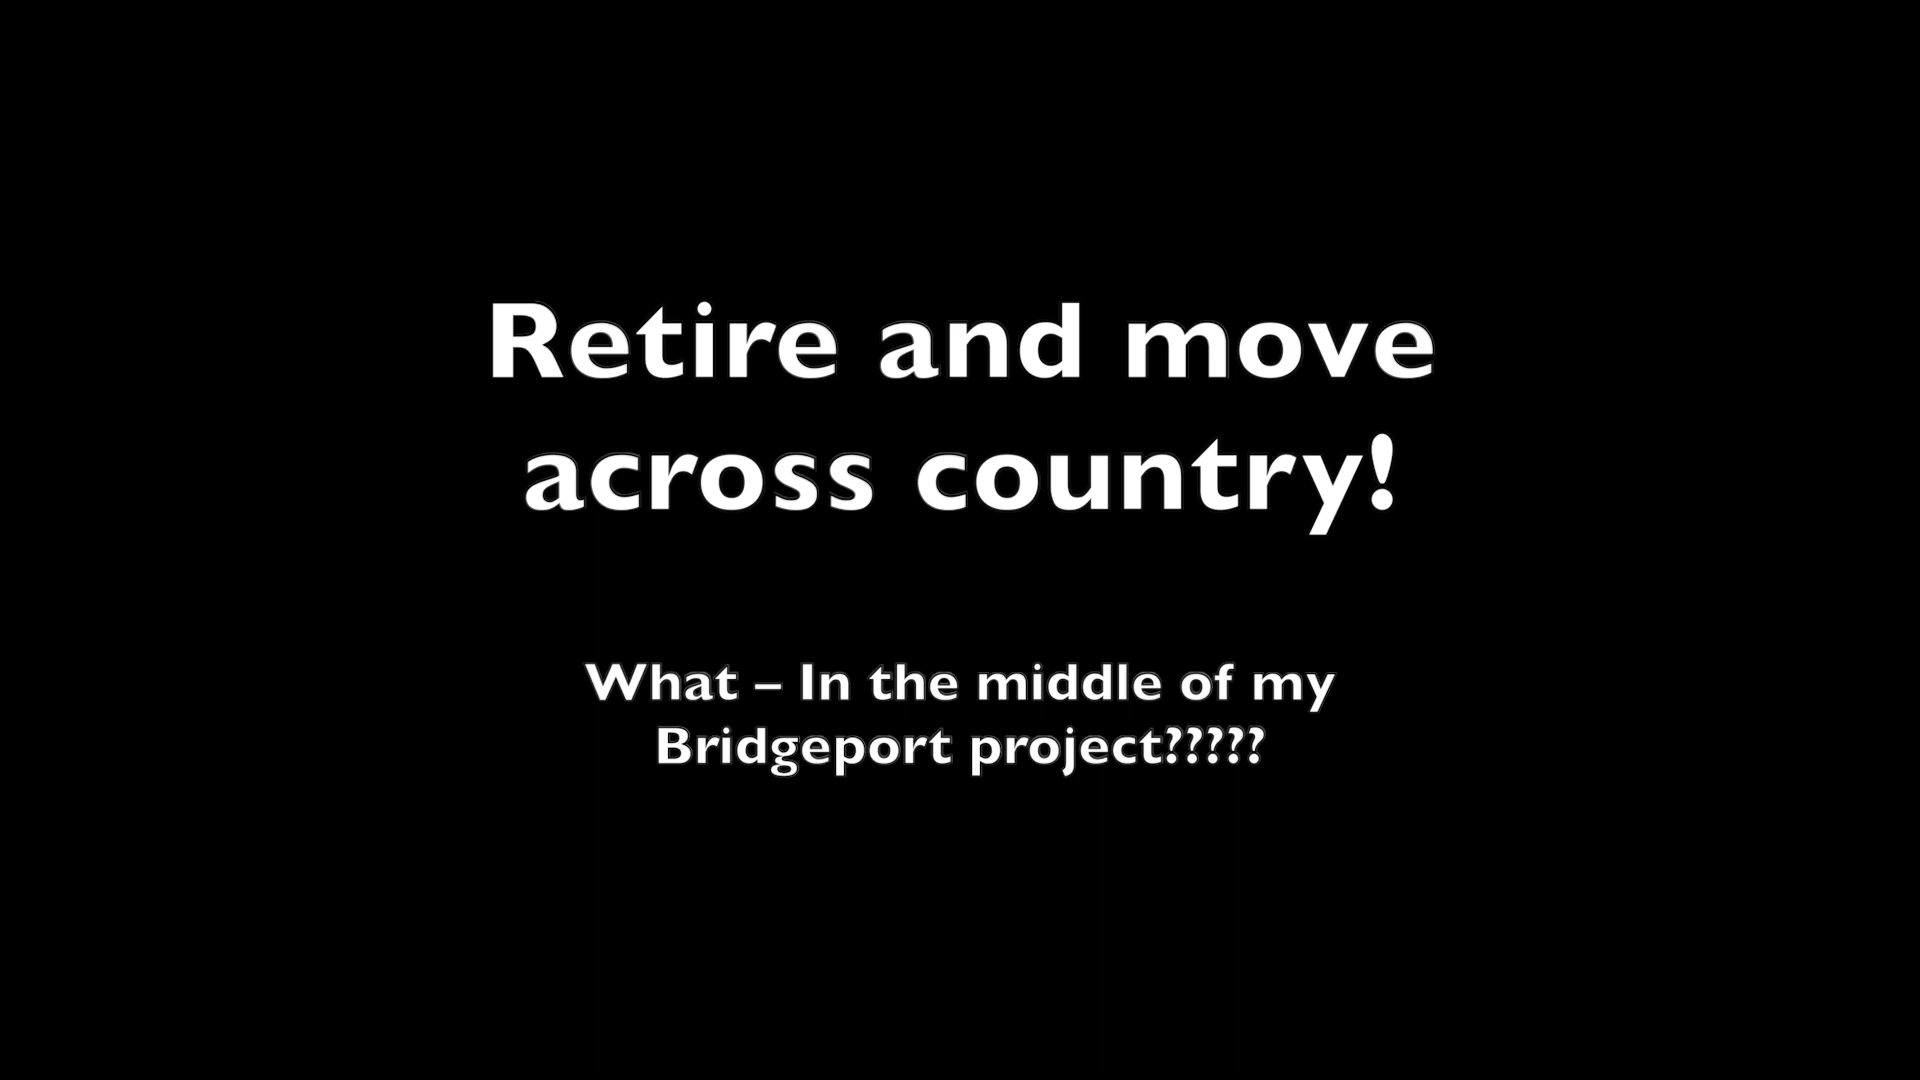 Retire and move
across country!
What – In the middle of my
Bridgeport project?????